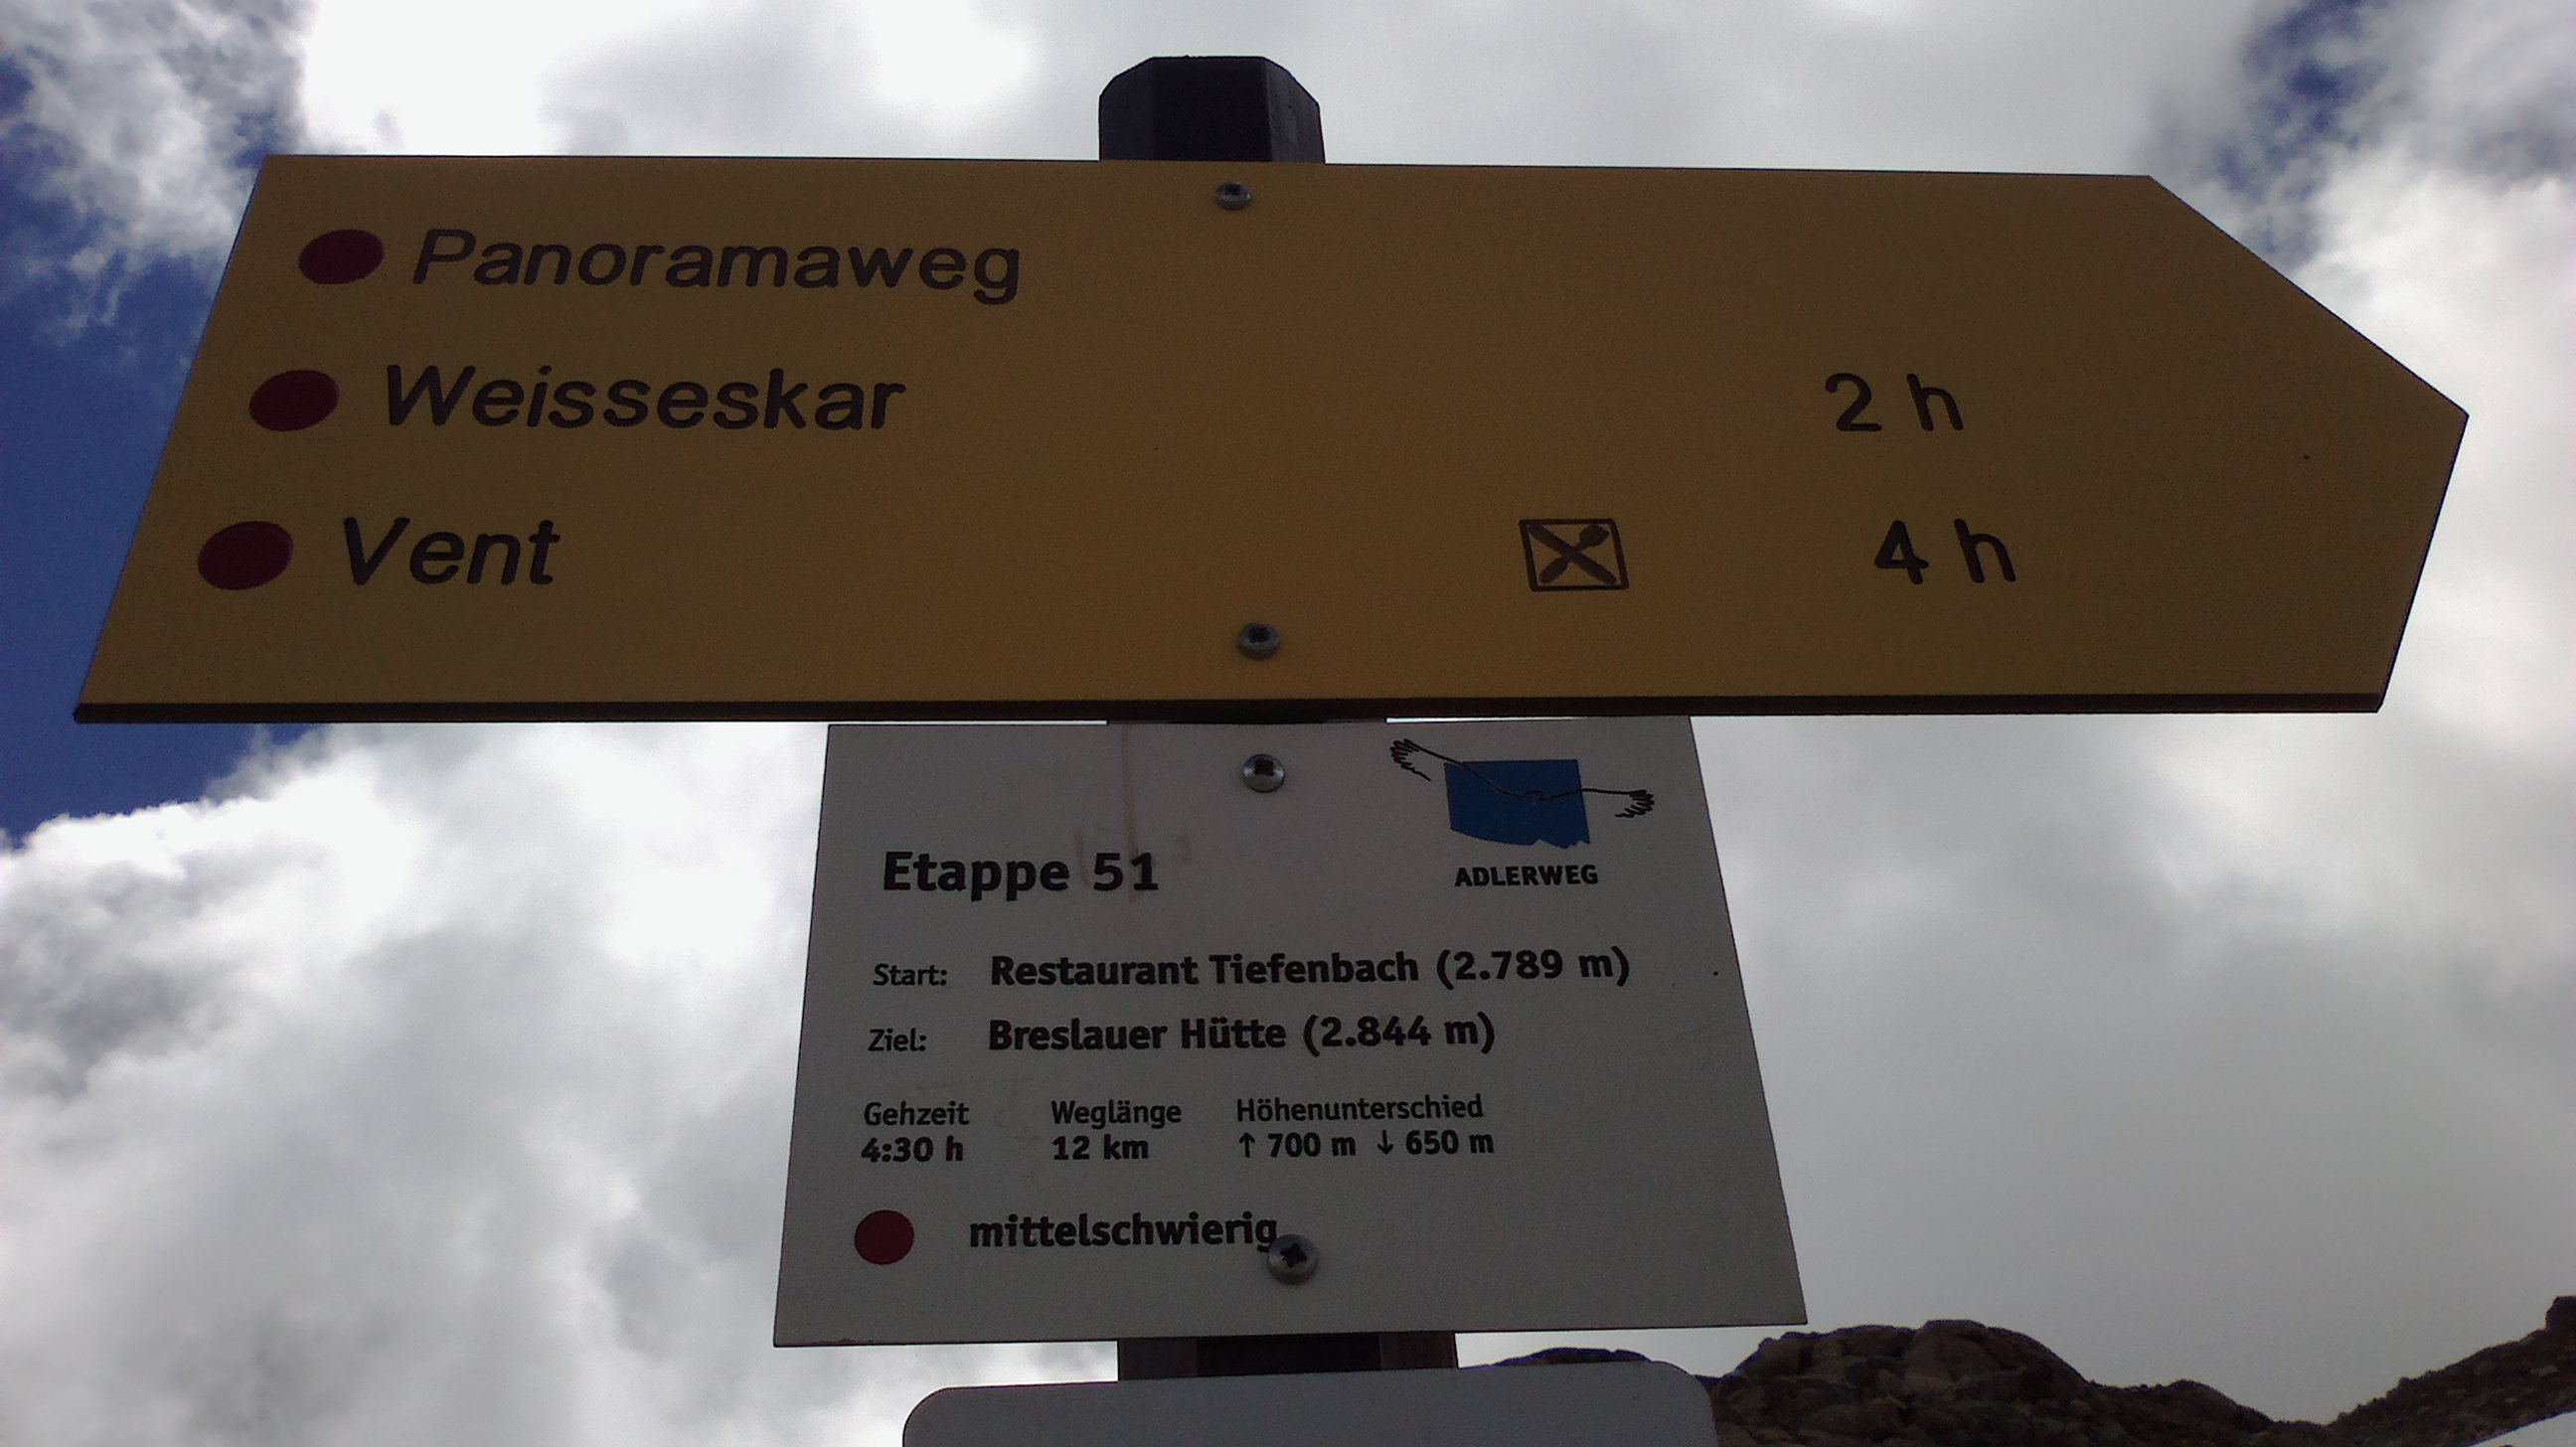 Panoramaweg
Weisseskar 2 h
Vent 4 h
ADLERWEG
Etappe 51
Start: Restaurant Tiefenbach (2.789 m)
Ziel: Breslauer Hütte (2.844 m)
Gehzeit Weglänge Höhenunterschied
4:30 h 12 km ↑ 700 m ↓ 650 m
mittelschwierig